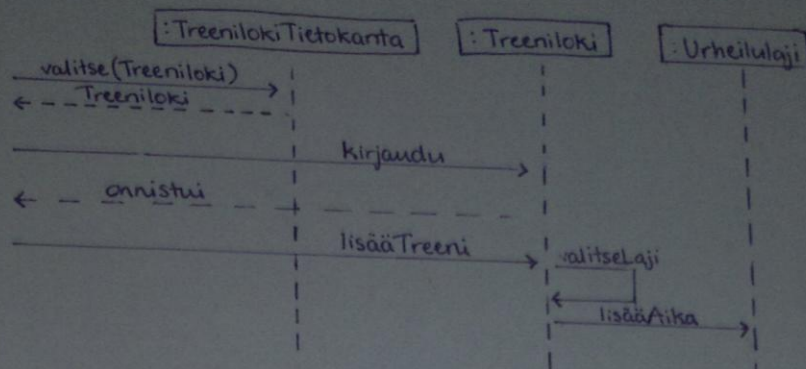 :TreenilokiTietokanta
:Treeniloki
:Urheilulaji
valitse(Treeniloki)
Treeniloki
kirjaudu
onnistui
lisääTreeni
valitseLaji
lisääAika